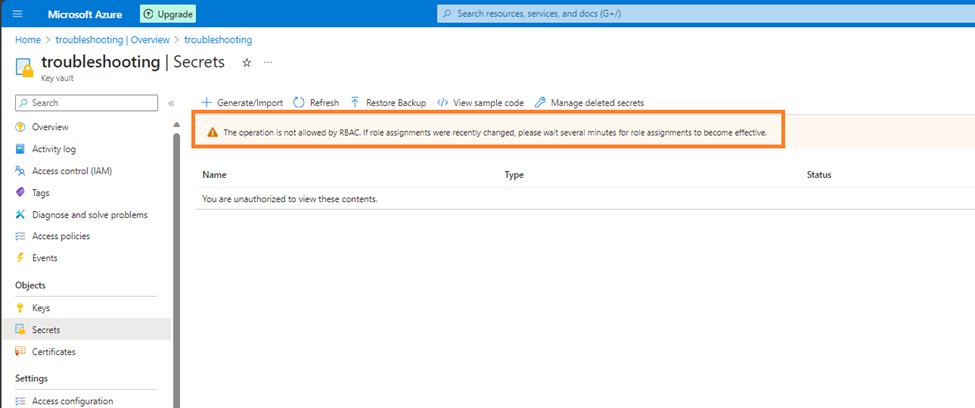 Microsoft Azure
Upgrade
Search resources, services, and docs (G+/)
Home > troubleshooting | Overview > troubleshooting
troubleshooting | Secrets ☆ ...
Key vault
Search
«
Generate/Import
Refresh
Restore Backup
View sample code
Manage deleted secrets
The operation is not allowed by RBAC. If role assignments were recently changed, please wait several minutes for role assignments to become effective.
Name
Type
Status
You are unauthorized to view these contents.
Overview
Activity log
Access control (IAM)
Tags
Diagnose and solve problems
Access policies
Events
Objects
Keys
Secrets
Certificates
Settings
Access configuration